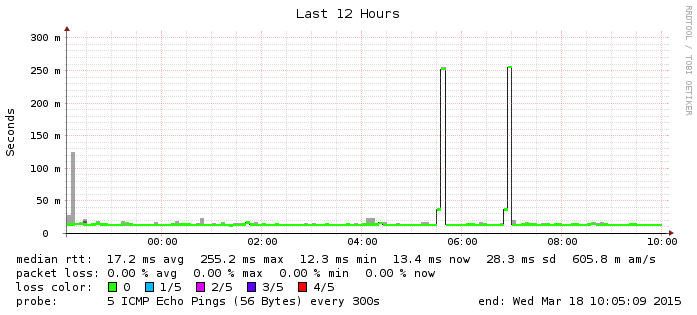 Last 12 Hours
RRDTOOL / TOBI OETIKER
Seconds
300 m
250 m
200 m
150 m
100 m
50 m
0
00:00 02:00 04:00 06:00 08:00 10:00
median rtt: 17.2 ms avg 255.2 ms max 12.3 ms min 13.4 ms now 28.3 ms sd 605.8 m am/s
packet loss: 0.00 % avg 0.00 % max 0.00 % min 0.00 % now
loss color: 0 1/5 2/5 3/5 4/5
probe: 5 ICMP Echo Pings (56 Bytes) every 300s end: Wed Mar 18 10:05:09 2015